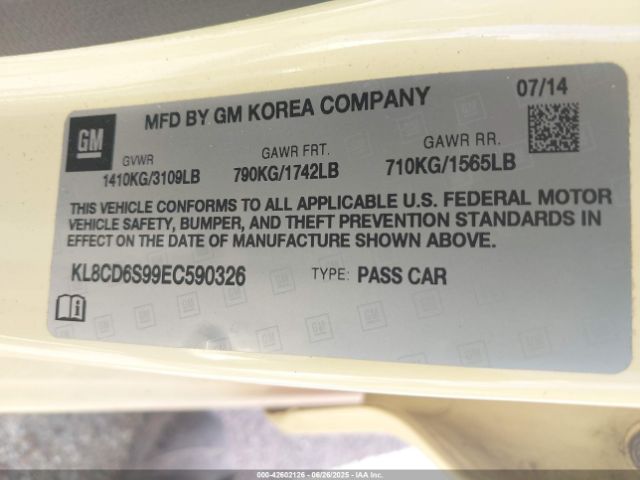 GM
MFD BY GM KOREA COMPANY
07/14
GVWR
1410KG/3109LB
GAWR FRT.
790KG/1742LB
GAWR RR.
710KG/1565LB
THIS VEHICLE CONFORMS TO ALL APPLICABLE U.S. FEDERAL MOTOR
VEHICLE SAFETY, BUMPER, AND THEFT PREVENTION STANDARDS IN
EFFECT ON THE DATE OF MANUFACTURE SHOWN ABOVE.
KL8CD6S99EC590326
TYPE: PASS CAR
000-42602126 - 06/26/2025 - IAAI US